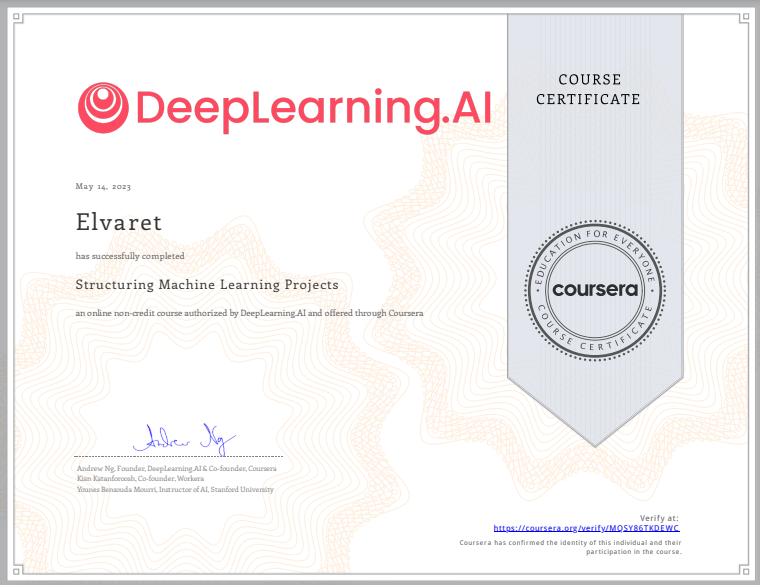 DeepLearning.AI
COURSE
CERTIFICATE
May 14, 2023
Elvaret
has successfully completed
Structuring Machine Learning Projects
an online non-credit course authorized by DeepLearning.AI and offered through Coursera
EDUCATION FOR EVERYONE
coursera
COURSE CERTIFICATE
Andrew Ng
Andrew Ng, Founder, DeepLearning.AI & Co-founder, Coursera
Kian Katanforoosh, Co-founder, Workera
Younes Bensouda Mourri, Instructor of AI, Stanford University
Verify at:
https://coursera.org/verify/MQSY86TKDEWC
Coursera has confirmed the identity of this individual and their
participation in the course.